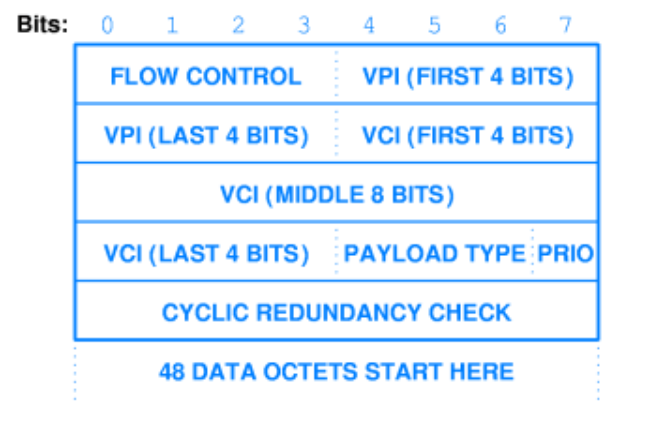 Bits: 0 1 2 3 4 5 6 7
FLOW CONTROL VPI (FIRST 4 BITS)
VPI (LAST 4 BITS) VCI (FIRST 4 BITS)
VCI (MIDDLE 8 BITS)
VCI (LAST 4 BITS) PAYLOAD TYPE PRIO
CYCLIC REDUNDANCY CHECK
48 DATA OCTETS START HERE